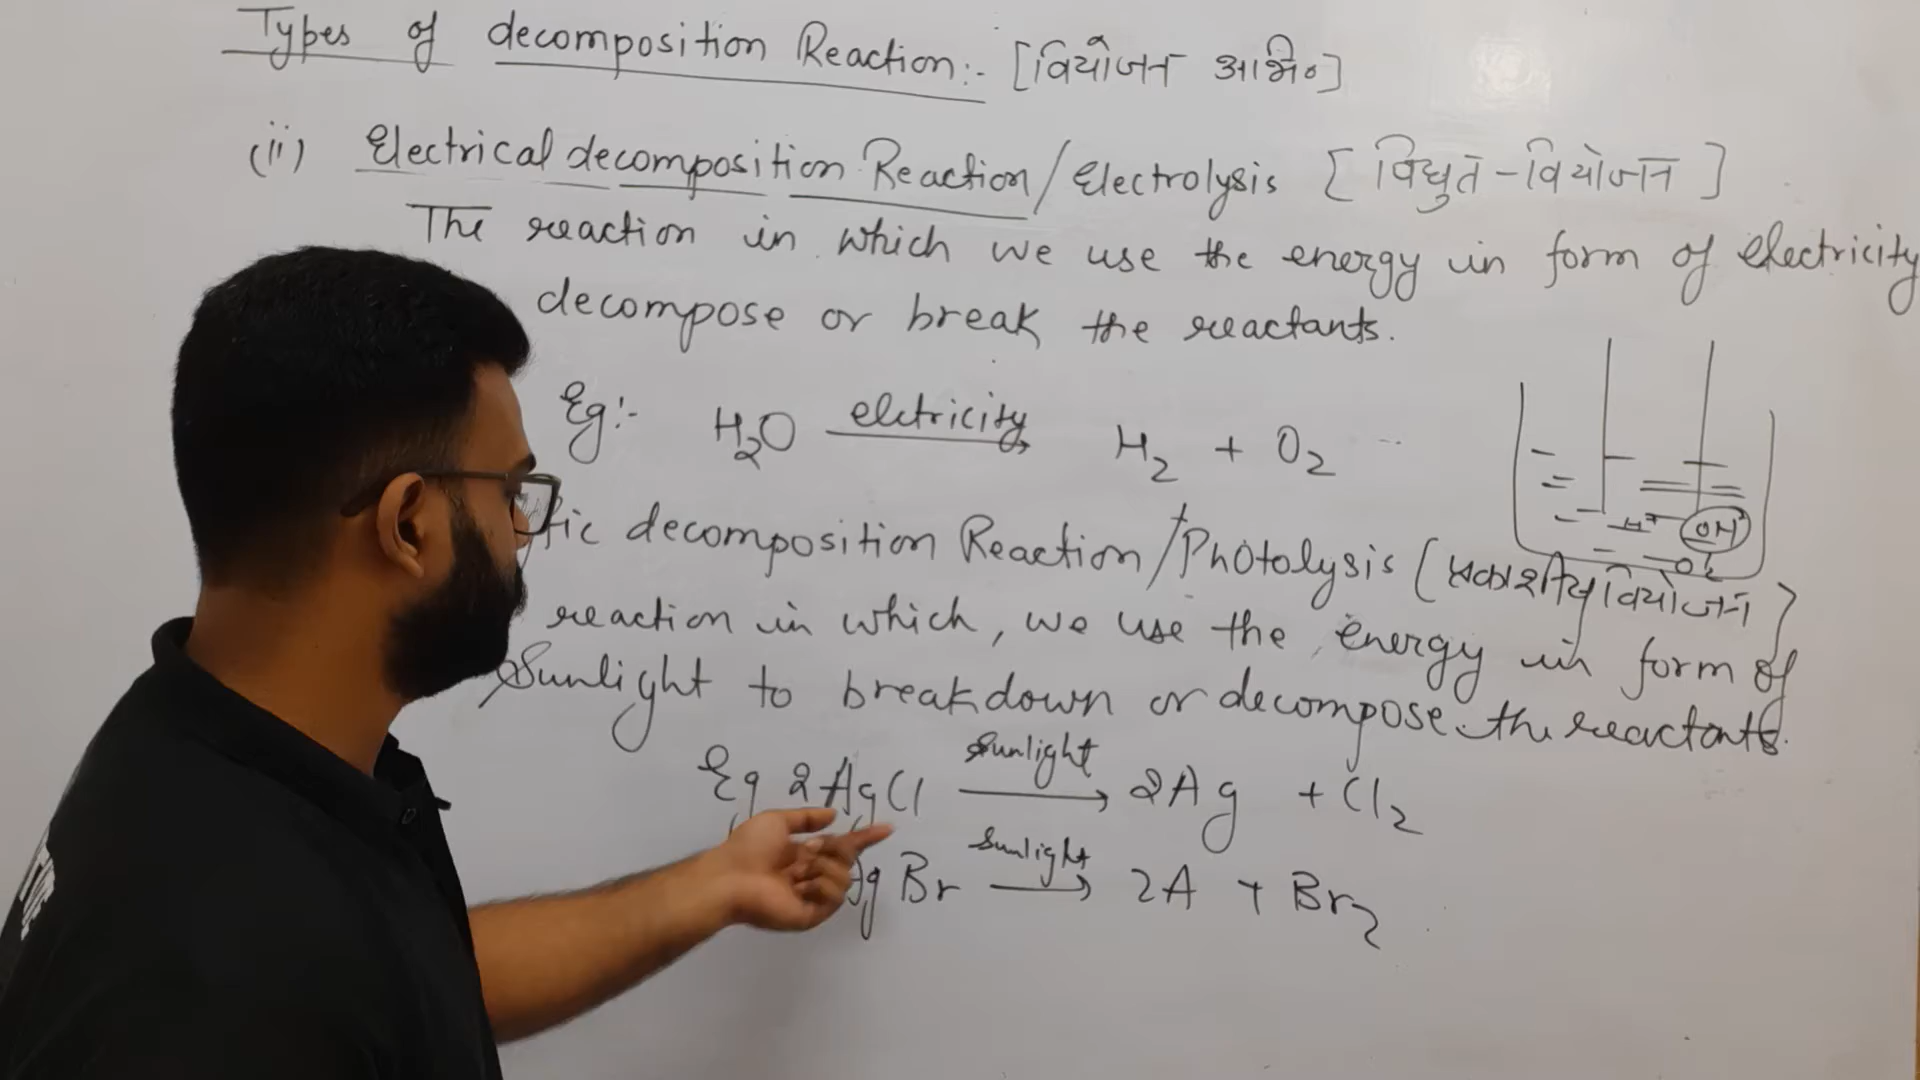 Types of decomposition Reaction:- [वियोजन अभि०]
(ii) Electrical decomposition Reaction/Electrolysis [विद्युत-वियोजन]
The reaction in which we use the energy in form of electricity
decompose or break the reactants.
Eg:- H₂O elctricity → H₂ + O₂
tic decomposition Reaction/Photolysis (प्रकाशीय वियोजन)
H⁺ OH⁻
O₂
reaction in which, we use the energy in form of
Sunlight to breakdown or decompose the reactants.
Eg 2AgCl Sunlight → 2Ag + Cl₂
AgBr Sunlight → 2A + Br₂